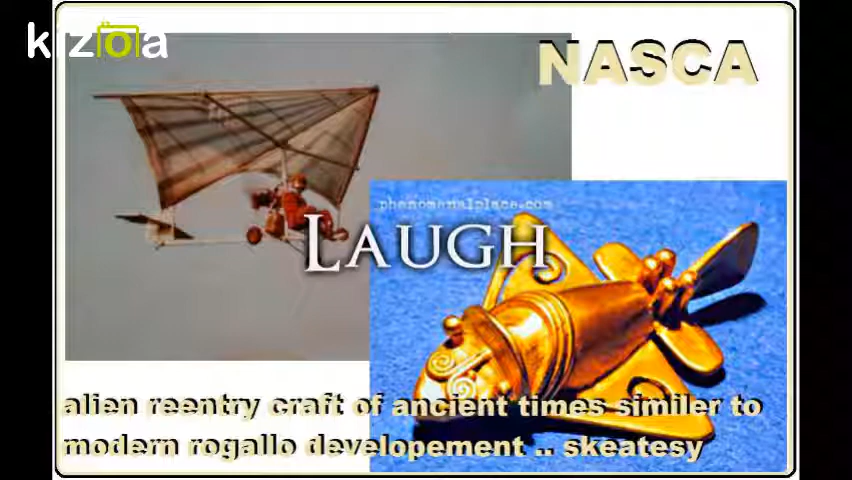 kizoa
NASCA
phenomenalplace.com
LAUGH
alien reentry craft of ancient times similer to
modern rogallo developement .. skeatesy